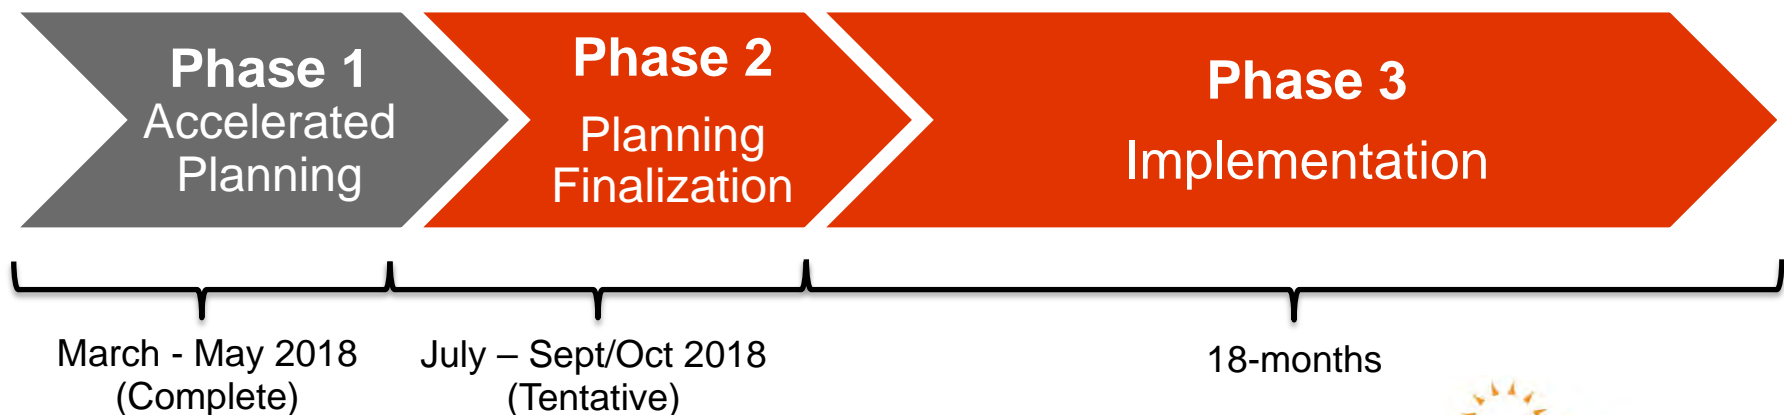 Phase 1
Accelerated
Planning
Phase 2
Planning
Finalization
Phase 3
Implementation
March - May 2018
(Complete)
July – Sept/Oct 2018
(Tentative)
18-months